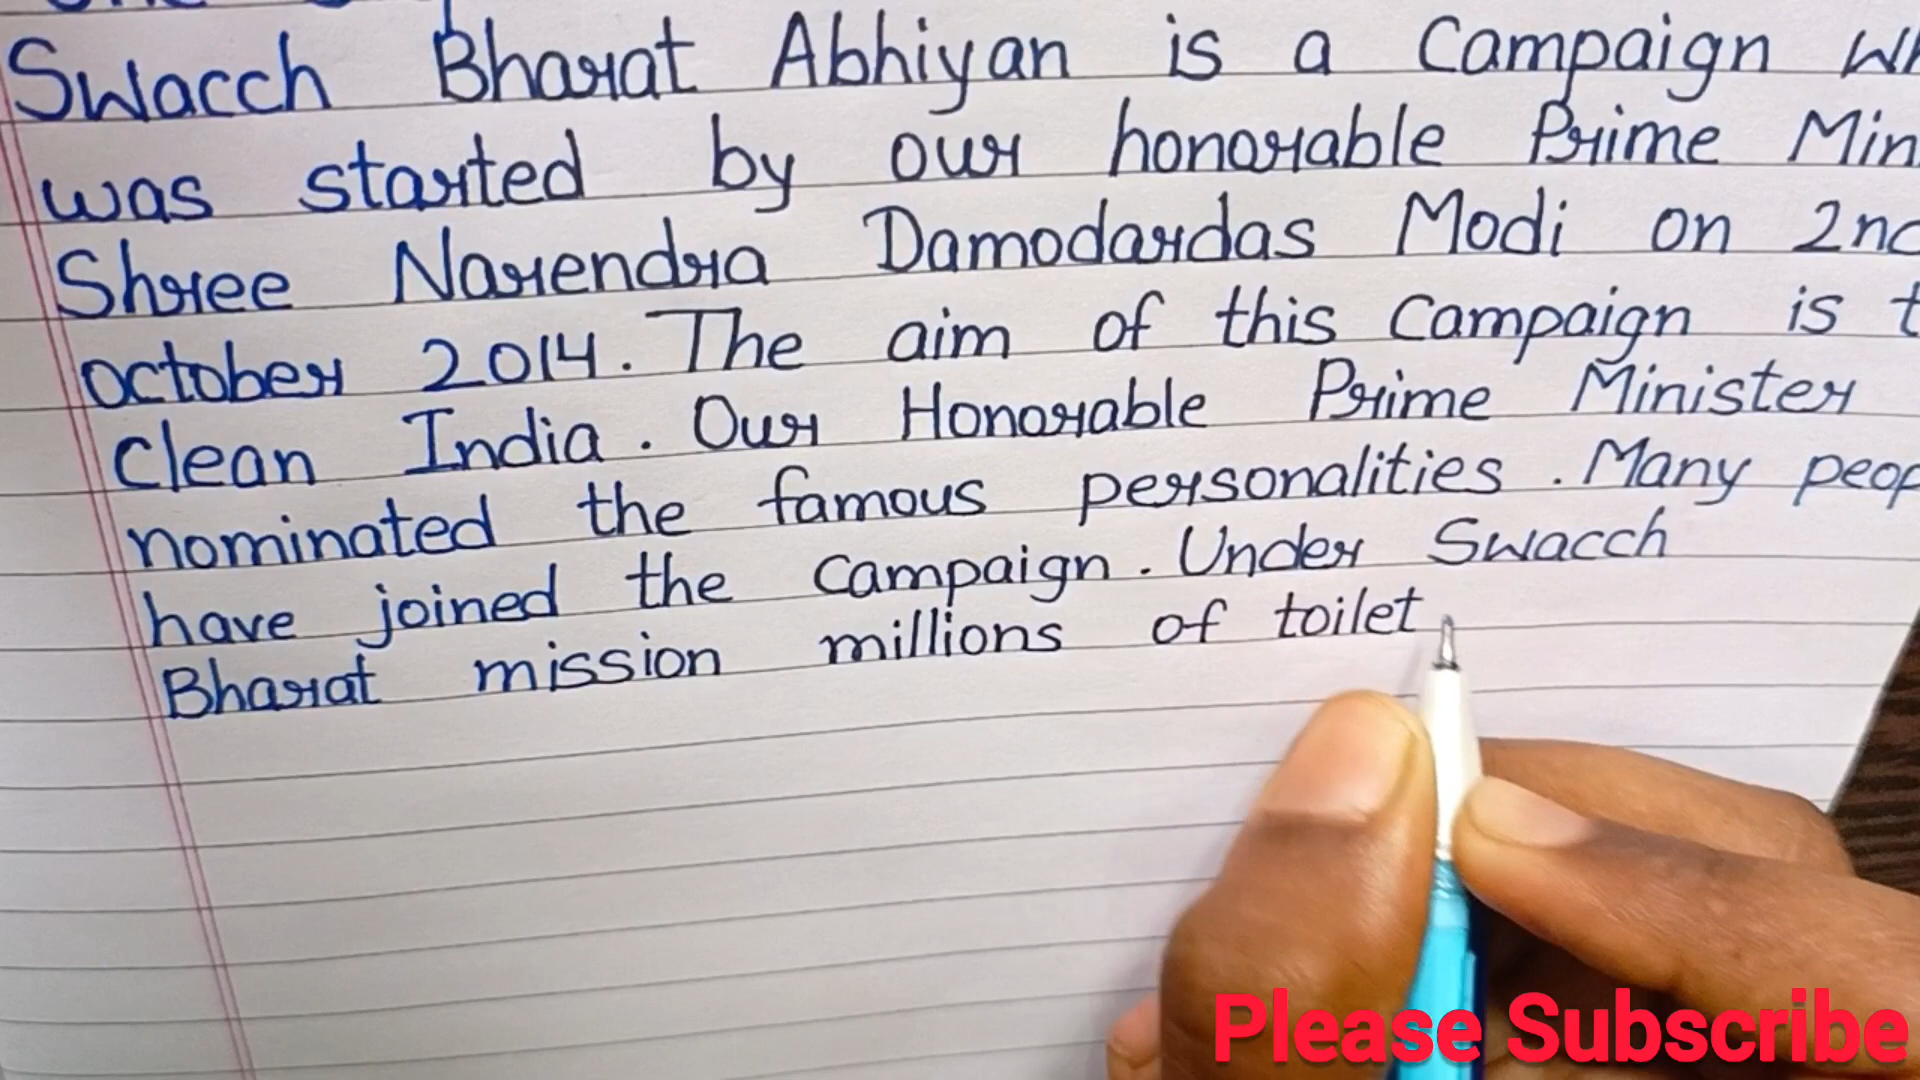 Swacch Bharat Abhiyan is a Campaign
was started by our honorable Prime
Shree Narendra Damodardas Modi on 2nd
october 2014. The aim of this Campaign is
clean India. Our Honorable Prime Minister
nominated the famous personalities. Many
have joined the campaign. Under Swacch
Bharat mission millions of toilet
Please Subscribe